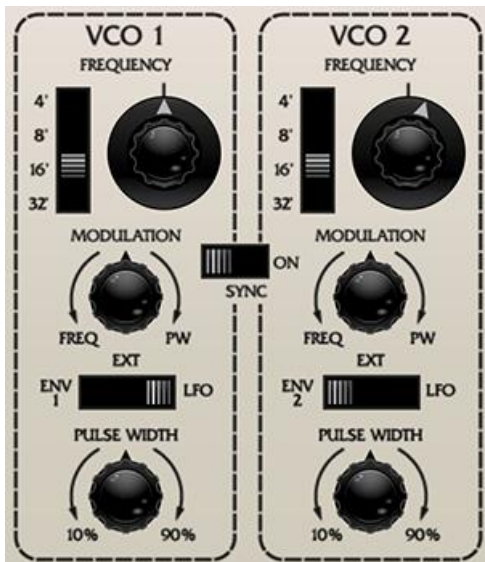 VCO 1
FREQUENCY
4'
8'
16'
32'
MODULATION
FREQ
PW
EXT
ENV
1
LFO
PULSE WIDTH
10%
90%
ON
SYNC
VCO 2
FREQUENCY
4'
8'
16'
32'
MODULATION
FREQ
PW
EXT
ENV
2
LFO
PULSE WIDTH
10%
90%